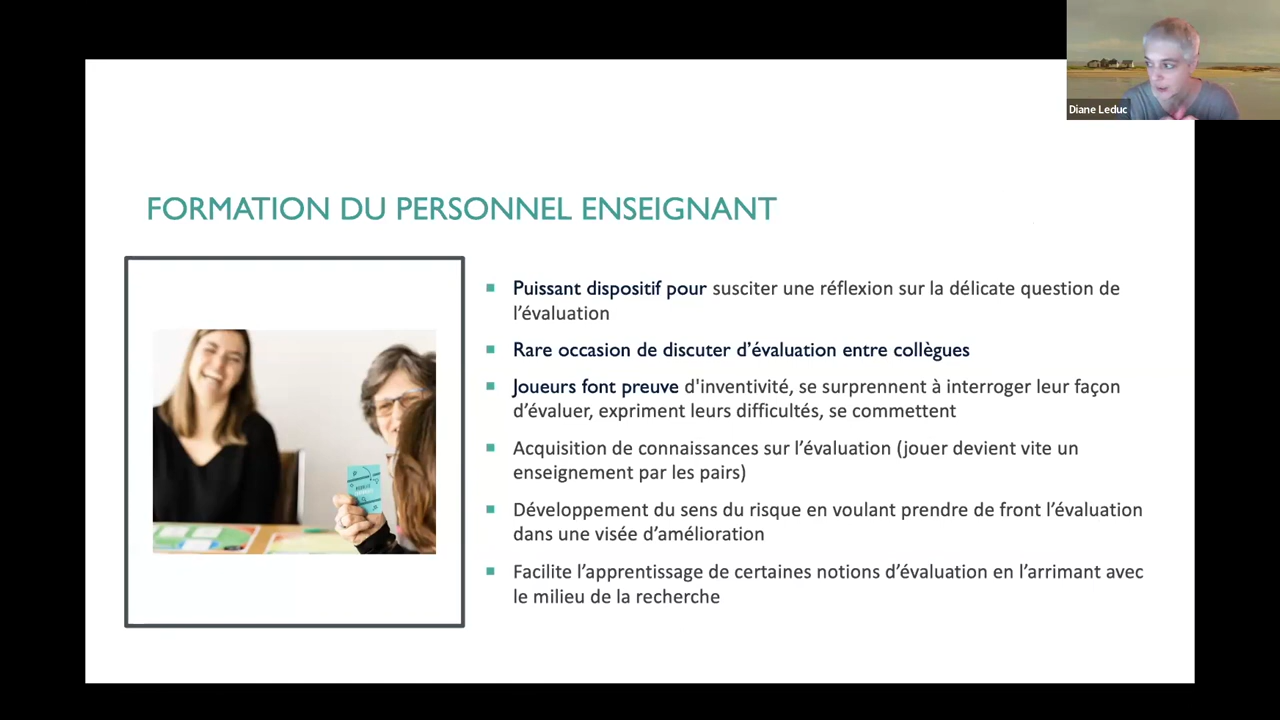 Diane Leduc
FORMATION DU PERSONNEL ENSEIGNANT
Puissant dispositif pour susciter une réflexion sur la délicate question de
l’évaluation
Rare occasion de discuter d’évaluation entre collègues
Joueurs font preuve d'inventivité, se surprennent à interroger leur façon
d’évaluer, expriment leurs difficultés, se commettent
Acquisition de connaissances sur l’évaluation (jouer devient vite un
enseignement par les pairs)
Développement du sens du risque en voulant prendre de front l’évaluation
dans une visée d’amélioration
Facilite l’apprentissage de certaines notions d’évaluation en l’arrimant avec
le milieu de la recherche